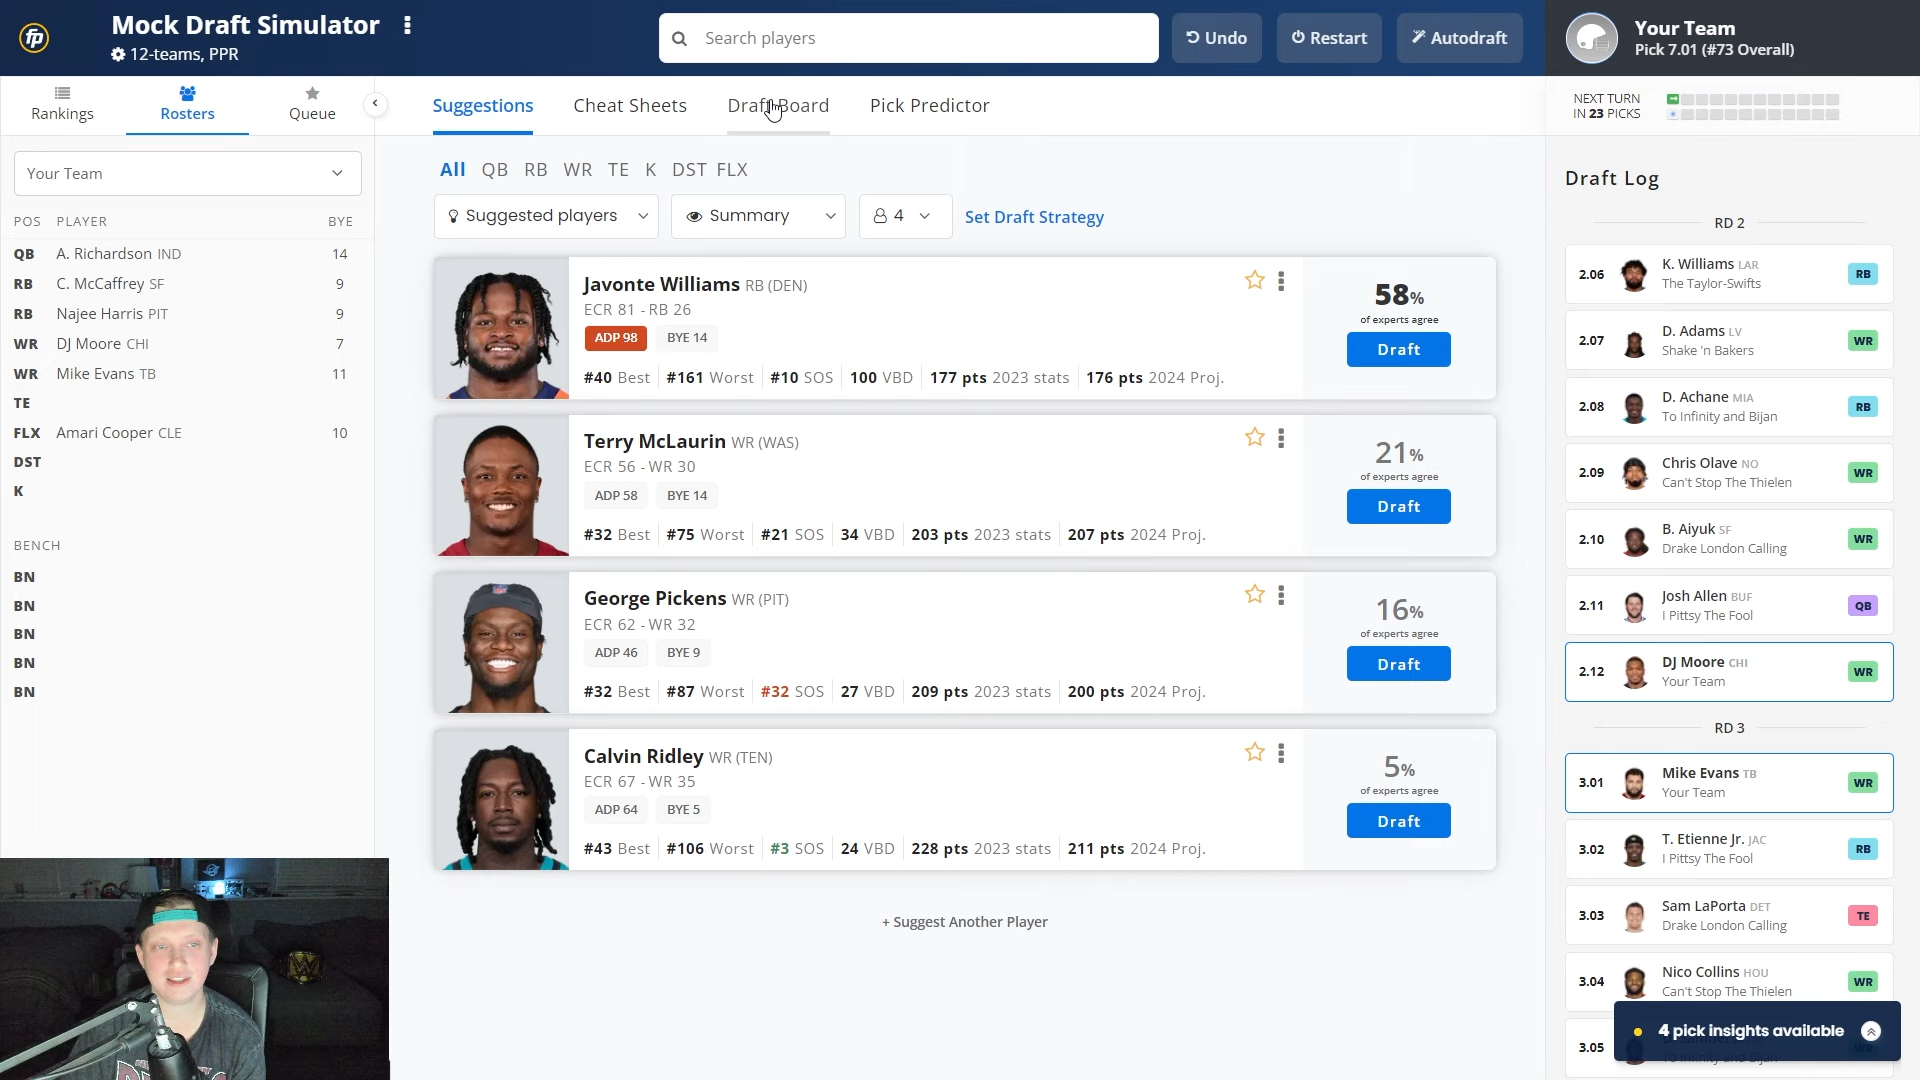 fp
Mock Draft Simulator
12-teams, PPR
Search players
Undo
Restart
Autodraft
Your Team
Pick 7.01 (#73 Overall)
Rankings
Rosters
Queue
Suggestions
Cheat Sheets
Draft Board
Pick Predictor
NEXT TURN
IN 23 PICKS
Your Team
POS PLAYER BYE
QB A. Richardson IND 14
RB C. McCaffrey SF 9
RB Najee Harris PIT 9
WR DJ Moore CHI 7
WR Mike Evans TB 11
TE
FLX Amari Cooper CLE 10
DST
K
BENCH
BN
BN
BN
BN
BN
All QB RB WR TE K DST FLX
Suggested players
Summary
4
Set Draft Strategy
Javonte Williams RB (DEN)
ECR 81 - RB 26
ADP 98 BYE 14
#40 Best #161 Worst #10 SOS 100 VBD 177 pts 2023 stats 176 pts 2024 Proj.
58%
of experts agree
Draft
Terry McLaurin WR (WAS)
ECR 56 - WR 30
ADP 58 BYE 14
#32 Best #75 Worst #21 SOS 34 VBD 203 pts 2023 stats 207 pts 2024 Proj.
21%
of experts agree
Draft
George Pickens WR (PIT)
ECR 62 - WR 32
ADP 46 BYE 9
#32 Best #87 Worst #32 SOS 27 VBD 209 pts 2023 stats 200 pts 2024 Proj.
16%
of experts agree
Draft
Calvin Ridley WR (TEN)
ECR 67 - WR 35
ADP 64 BYE 5
#43 Best #106 Worst #3 SOS 24 VBD 228 pts 2023 stats 211 pts 2024 Proj.
5%
of experts agree
Draft
+ Suggest Another Player
Draft Log
RD 2
2.06 K. Williams LAR RB
The Taylor-Swifts
2.07 D. Adams LV WR
Shake 'n Bakers
2.08 D. Achane MIA RB
To Infinity and Bijan
2.09 Chris Olave NO WR
Can't Stop The Thielen
2.10 B. Aiyuk SF WR
Drake London Calling
2.11 Josh Allen BUF QB
I Pittsy The Fool
2.12 DJ Moore CHI WR
Your Team
RD 3
3.01 Mike Evans TB WR
Your Team
3.02 T. Etienne Jr. JAC RB
I Pittsy The Fool
3.03 Sam LaPorta DET TE
Drake London Calling
3.04 Nico Collins HOU WR
Can't Stop The Thielen
3.05
4 pick insights available